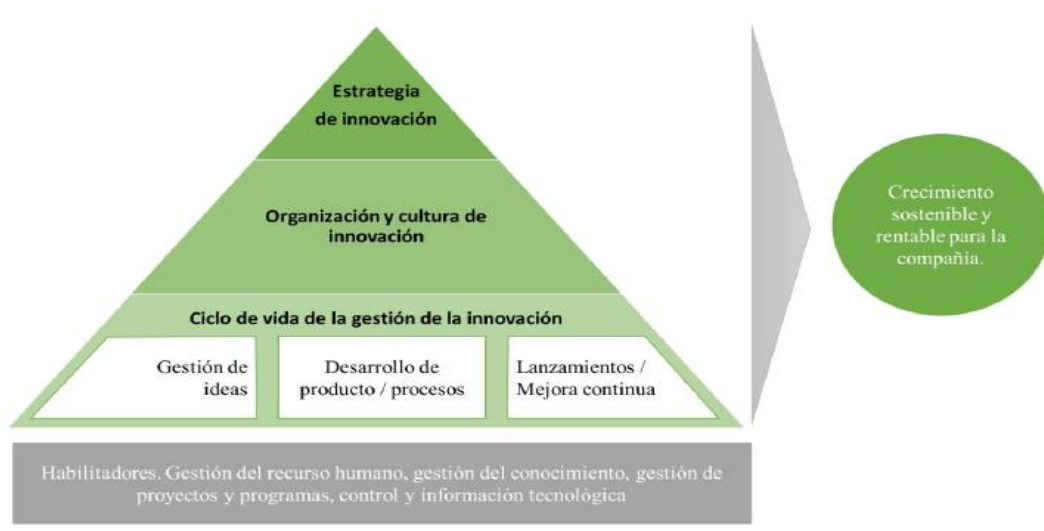 Estrategia
de innovación
Organización y cultura de
innovación
Ciclo de vida de la gestión de la innovación
Gestión de
ideas
Desarrollo de
producto / procesos
Lanzamientos /
Mejora continua
Habilitadores. Gestión del recurso humano, gestión del conocimiento, gestión de
proyectos y programas, control y información tecnológica
Crecimiento
sostenible y
rentable para la
compañía.